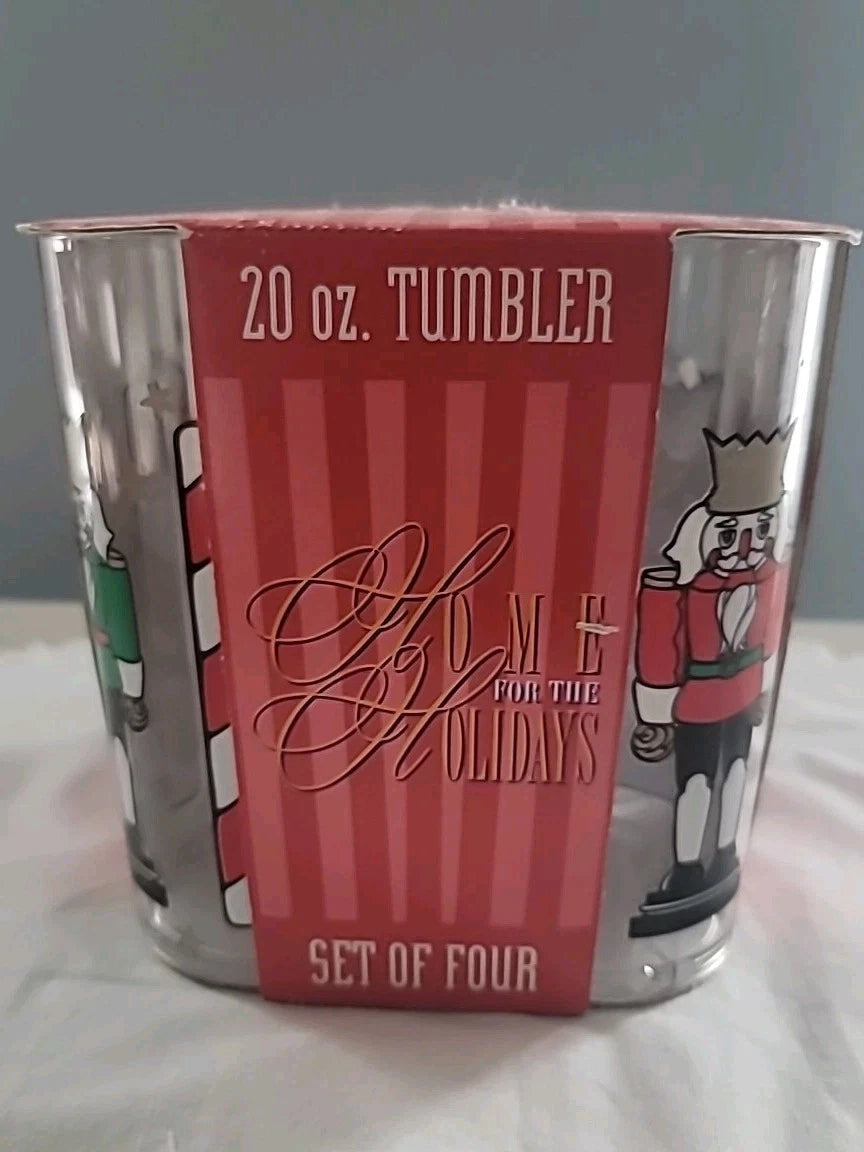 20 oz. TUMBLER
HOME
FOR THE
HOLIDAYS
SET OF FOUR